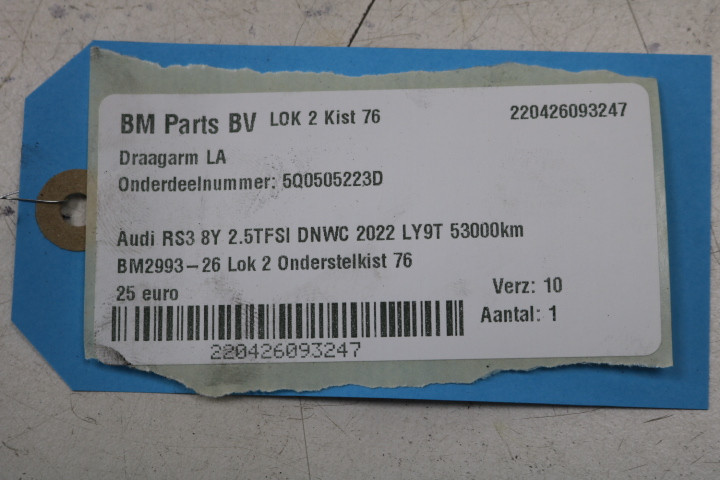 BM Parts BV LOK 2 Kist 76 220426093247
Draagarm LA
Onderdeelnummer: 5Q0505223D
Audi RS3 8Y 2.5TFSI DNWC 2022 LY9T 53000km
BM2993-26 Lok 2 Onderstelkist 76
25 euro Verz: 10
Aantal: 1
220426093247